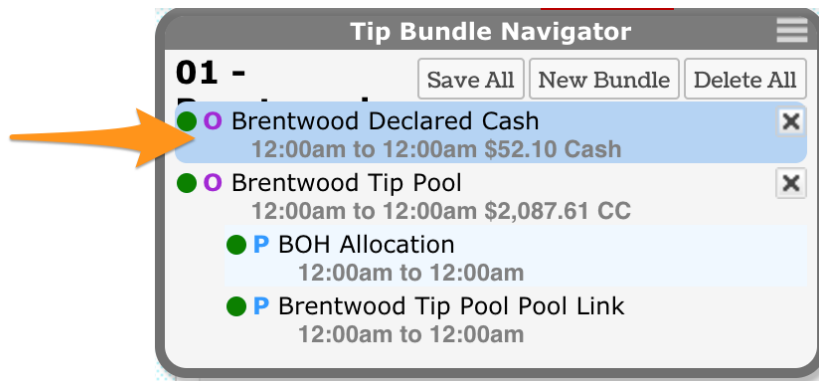 Tip Bundle Navigator
01 -
Save All New Bundle Delete All
O Brentwood Declared Cash
12:00am to 12:00am $52.10 Cash
O Brentwood Tip Pool
12:00am to 12:00am $2,087.61 CC
P BOH Allocation
12:00am to 12:00am
P Brentwood Tip Pool Pool Link
12:00am to 12:00am